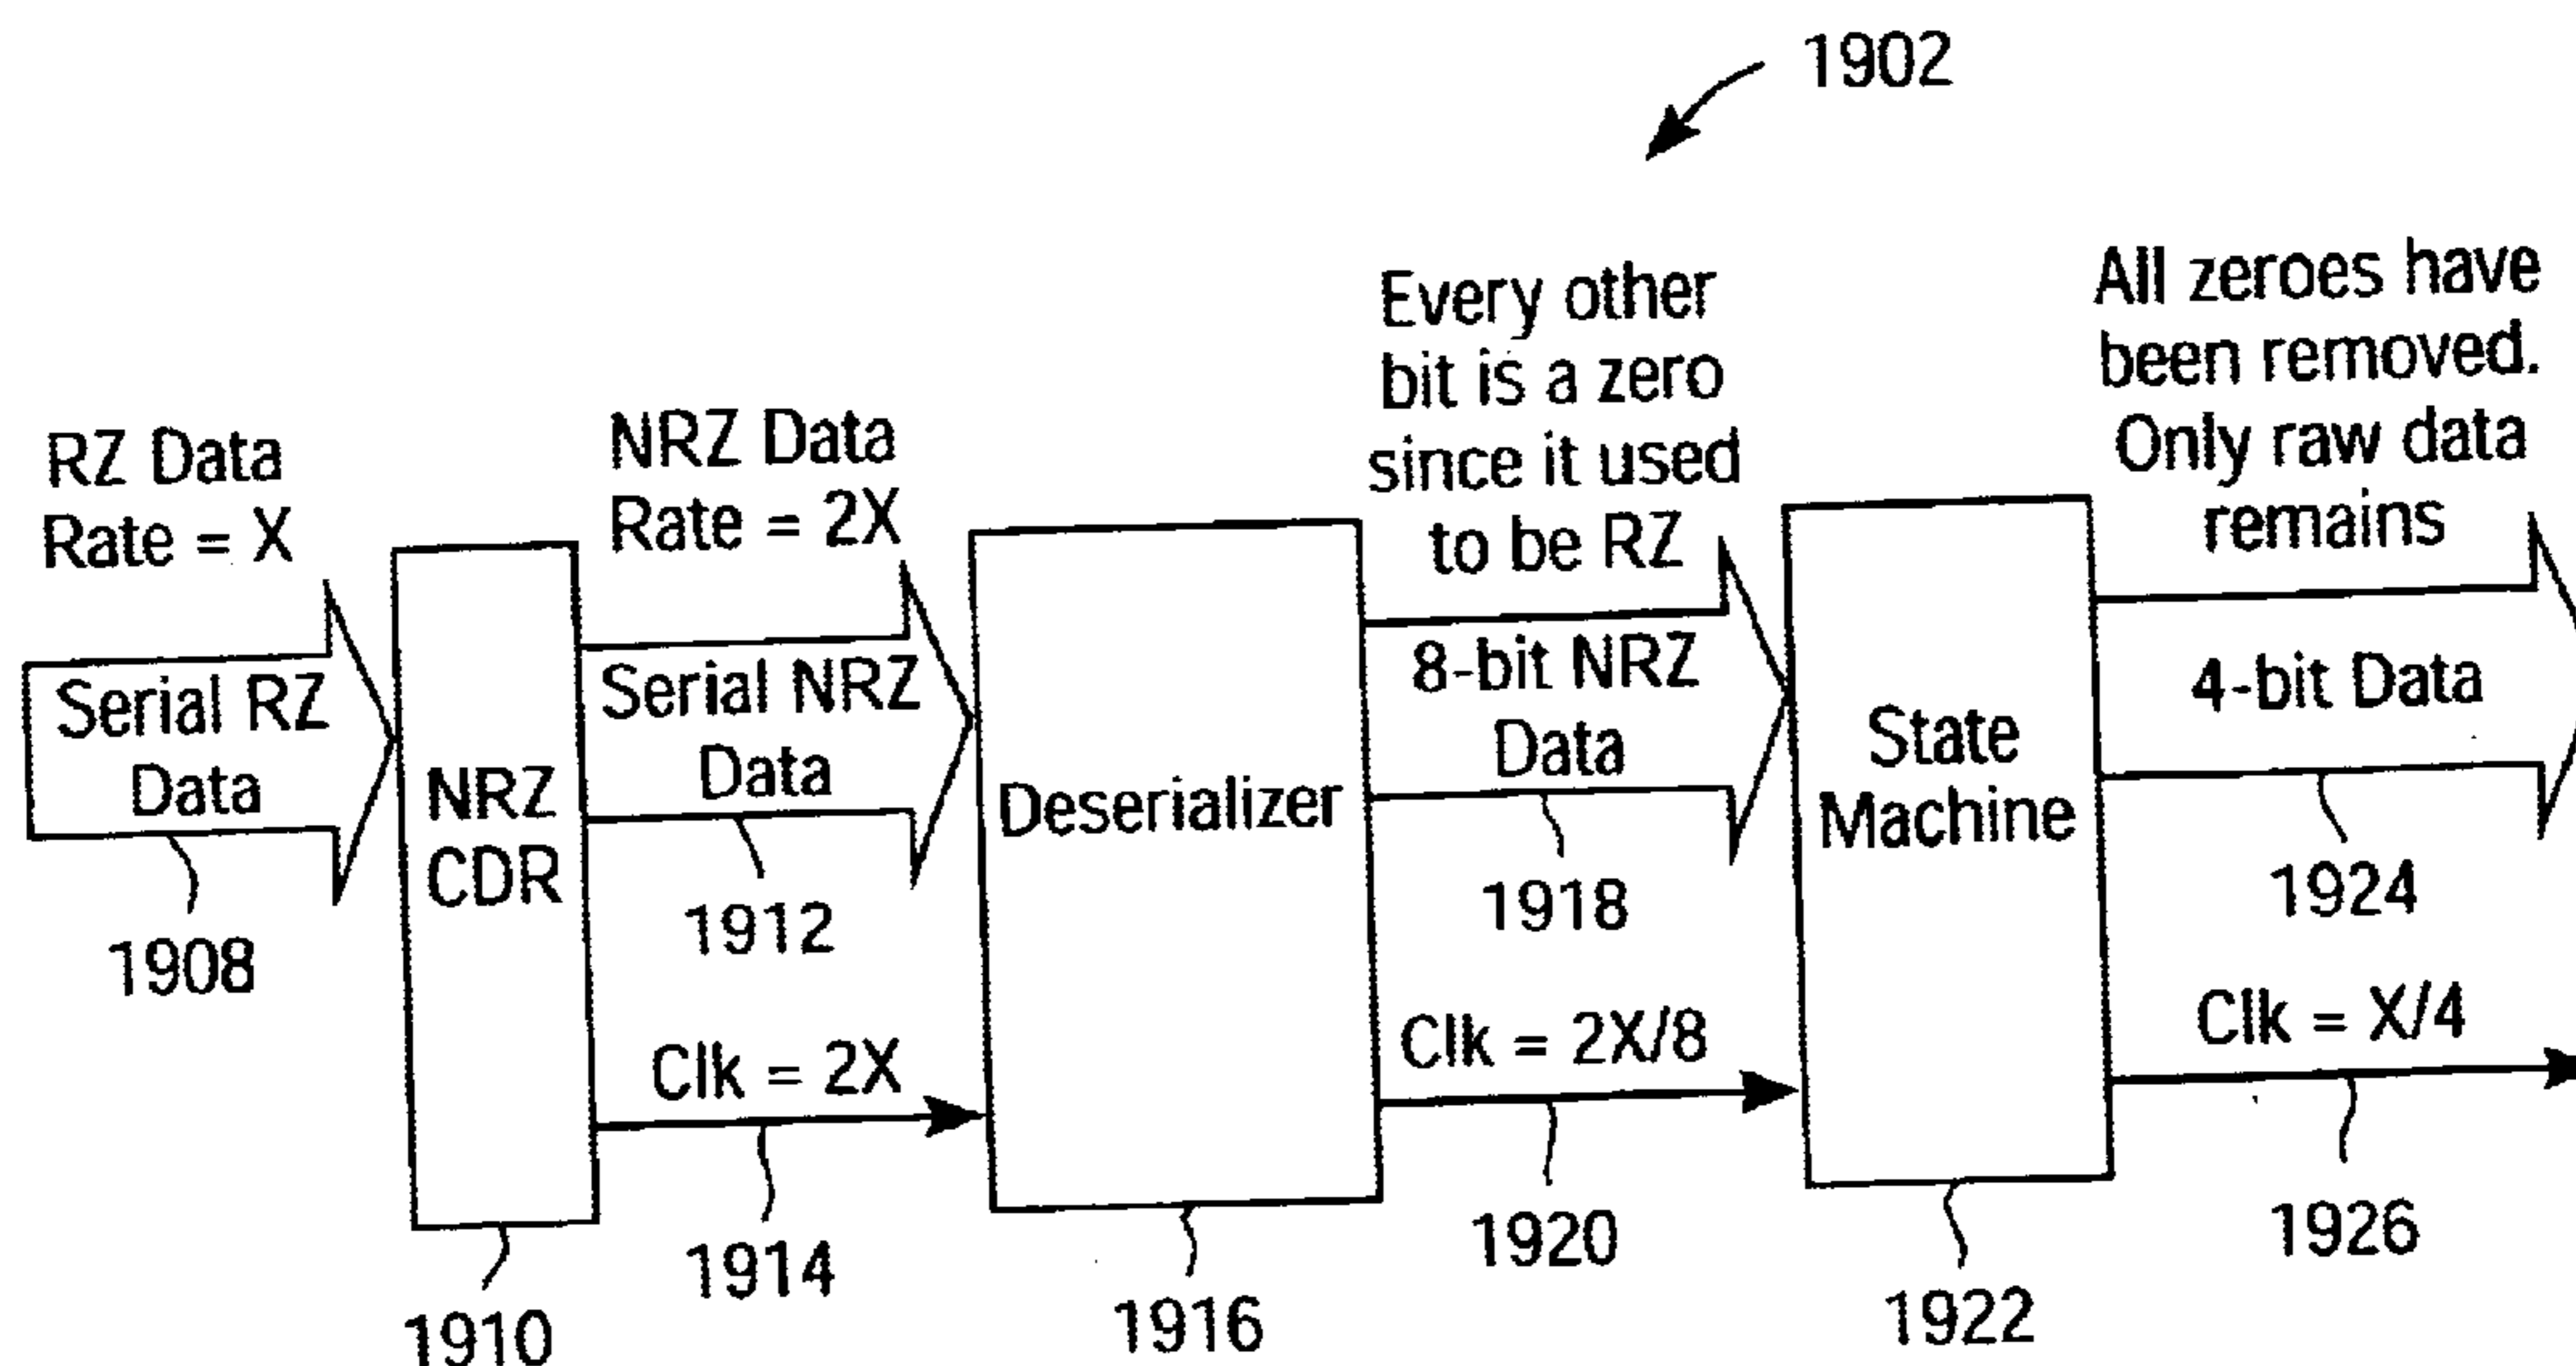 1902
RZ Data
Rate = X
Serial RZ
Data
1908
NRZ
CDR
1910
NRZ Data
Rate = 2X
Serial NRZ
Data
1912
Clk = 2X
1914
Deserializer
1916
Every other
bit is a zero
since it used
to be RZ
8-bit NRZ
Data
1918
Clk = 2X/8
1920
State
Machine
1922
All zeroes have
been removed.
Only raw data
remains
4-bit Data
1924
Clk = X/4
1926